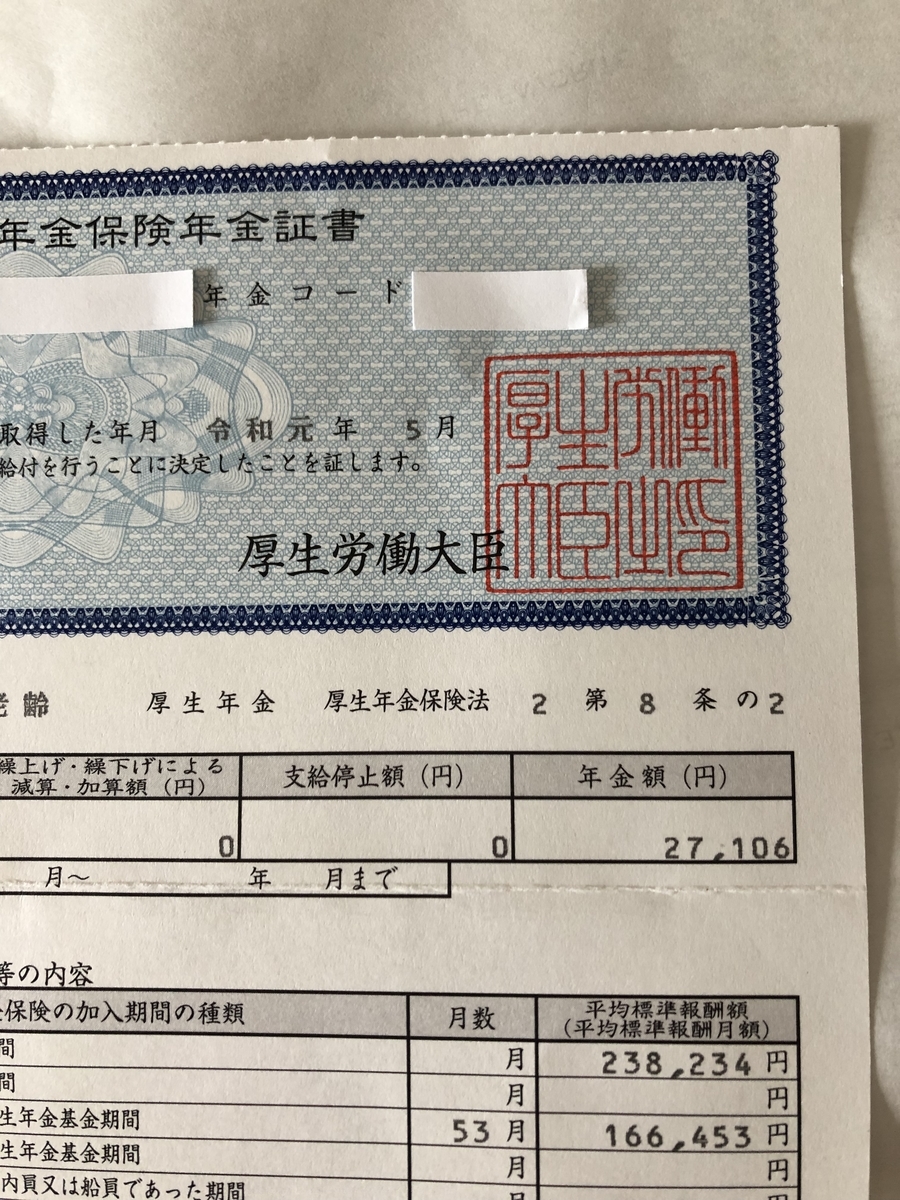 年金保険年金証書
年金コード
取得した年月 令和元年 5月
給付を行うことに決定したことを証します。
厚生労働大臣
厚生労働
大臣之印
老齢 厚生年金 厚生年金保険法 2 第 8 条の2
繰上げ・繰下げによる
減算・加算額（円）
支給停止額（円）
年金額（円）
0
0
27,106
月〜 年 月まで
等の内容
保険の加入期間の種類
月数
平均標準報酬額
（平均標準報酬月額）
間 月 238,234 円
間 月 円
生年金基金期間 53 月 166,453 円
生年金基金期間 月 円
内員又は船員であった期間 月 円